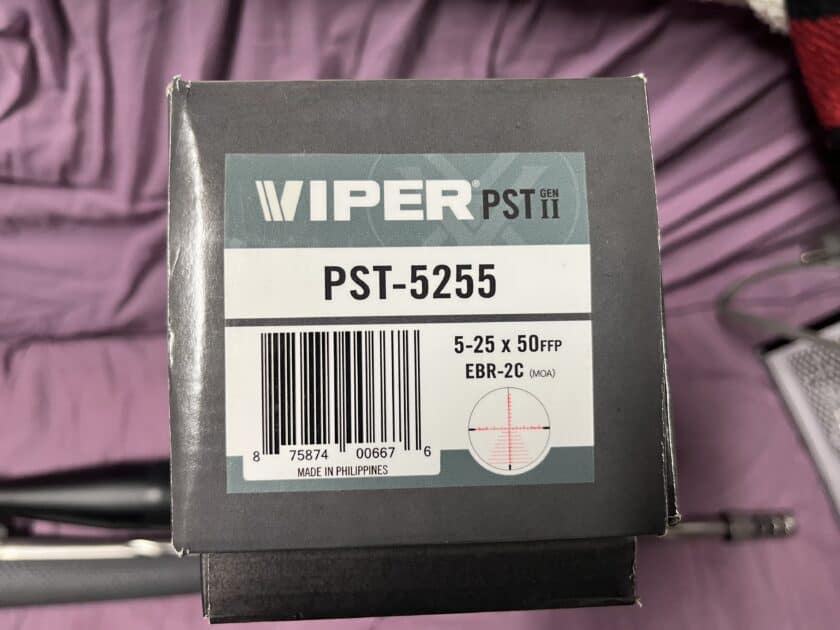 VIPER® PST GEN II
PST-5255
5-25 x 50FFP
EBR-2C (MOA)
8 75874 00667 6
MADE IN PHILIPPINES